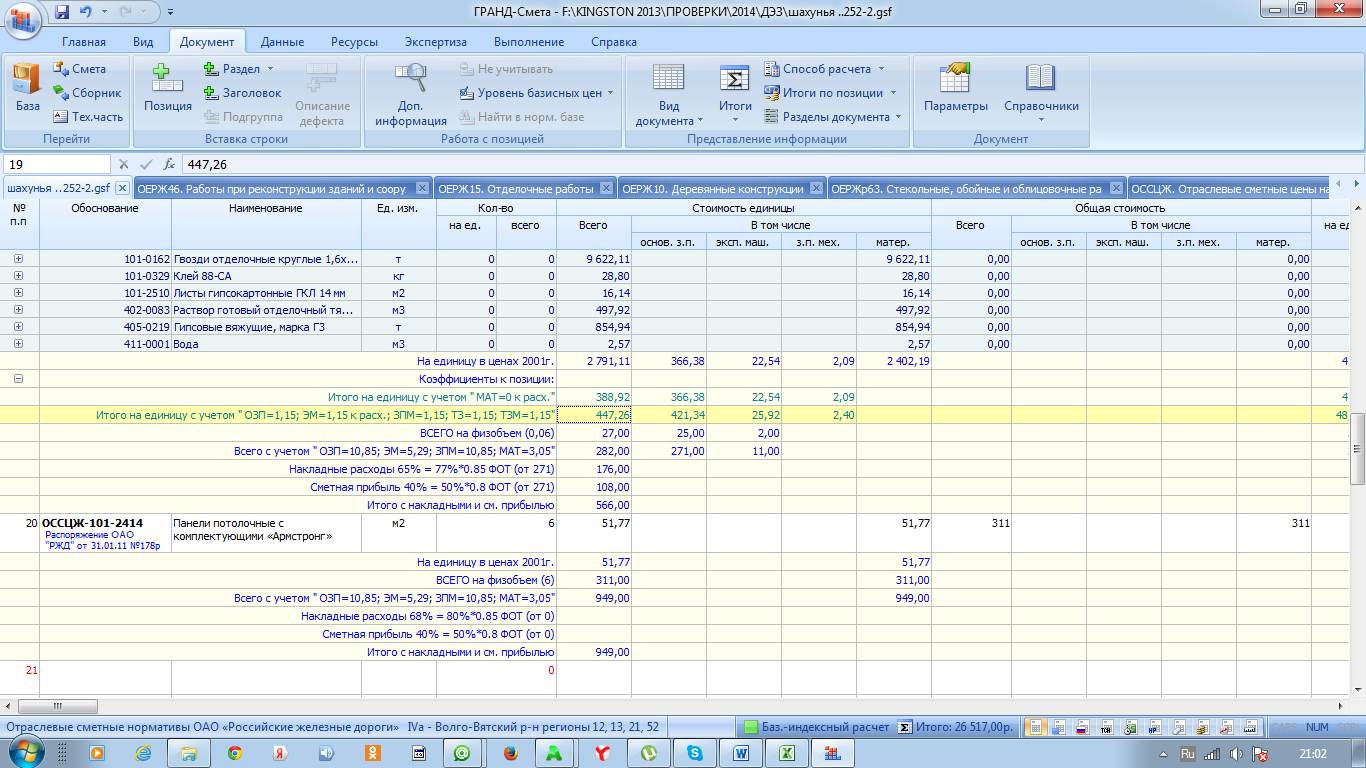 ГРАНД-Смета - F:\KINGSTON 2013\ПРОВЕРКИ\2014\ДЭЗ\шахунья ..252-2.gsf
Главная Вид Документ Данные Ресурсы Экспертиза Выполнение Справка
База
Смета
Сборник
Тех.часть
Перейти
Позиция
Раздел
Заголовок
Подгруппа
Описание дефекта
Вставка строки
Доп. информация
Не учитывать
Уровень базисных цен
Найти в норм. базе
Работа с позицией
Вид документа
Итоги
Способ расчета
Итоги по позиции
Разделы документа
Представление информации
Параметры
Справочники
Документ
19 fx 447,26
шахунья ..252-2.gsf ОЕРЖ46. Работы при реконструкции зданий и соору ОЕРЖ15. Отделочные работы ОЕРЖ10. Деревянные конструкции ОЕРЖр63. Стекольные, обойные и облицовочные ра ОССЦЖ. Отраслевые сметные цены на
№ п.п Обоснование Наименование Ед. изм. Кол-во Стоимость единицы Общая стоимость
на ед. всего Всего В том числе Всего В том числе на ед
основ. з.п. эксп. маш. з.п. мех. матер. основ. з.п. эксп. маш. з.п. мех. матер.
101-0162 Гвозди отделочные круглые 1,6x... т 0 0 9 622,11 9 622,11 0,00 0,00
101-0329 Клей 88-СА кг 0 0 28,80 28,80 0,00 0,00
101-2510 Листы гипсокартонные ГКЛ 14 мм м2 0 0 16,14 16,14 0,00 0,00
402-0083 Раствор готовый отделочный тя... м3 0 0 497,92 497,92 0,00 0,00
405-0219 Гипсовые вяжущие, марка Г3 т 0 0 854,94 854,94 0,00 0,00
411-0001 Вода м3 0 0 2,57 2,57 0,00 0,00
На единицу в ценах 2001г. 2 791,11 366,38 22,54 2,09 2 402,19 4
Коэффициенты к позиции:
Итого на единицу с учетом " МАТ=0 к расх." 388,92 366,38 22,54 2,09 4
Итого на единицу с учетом " ОЗП=1,15; ЭМ=1,15 к расх.; ЗПМ=1,15; ТЗ=1,15; ТЗМ=1,15" 447,26 421,34 25,92 2,40 48
ВСЕГО на физобъем (0,06) 27,00 25,00 2,00
Всего с учетом " ОЗП=10,85; ЭМ=5,29; ЗПМ=10,85; МАТ=3,05" 282,00 271,00 11,00
Накладные расходы 65% = 77%*0.85 ФОТ (от 271) 176,00
Сметная прибыль 40% = 50%*0.8 ФОТ (от 271) 108,00
Итого с накладными и см. прибылью 566,00
20 ОССЦЖ-101-2414 Панели потолочные с м2 6 51,77 51,77 311 311
Распоряжение ОАО комплектующими «Армстронг»
"РЖД" от 31.01.11 №178р
На единицу в ценах 2001г. 51,77 51,77
ВСЕГО на физобъем (6) 311,00 311,00
Всего с учетом " ОЗП=10,85; ЭМ=5,29; ЗПМ=10,85; МАТ=3,05" 949,00 949,00
Накладные расходы 68% = 80%*0.85 ФОТ (от 0)
Сметная прибыль 40% = 50%*0.8 ФОТ (от 0)
Итого с накладными и см. прибылью 949,00
21 0
Отраслевые сметные нормативы ОАО «Российские железные дороги» IVа - Волго-Вятский р-н регионы 12, 13, 21, 52 Баз.-индексный расчет Итого: 26 517,00р. CAPS NUM SCRL
Ru 21:02